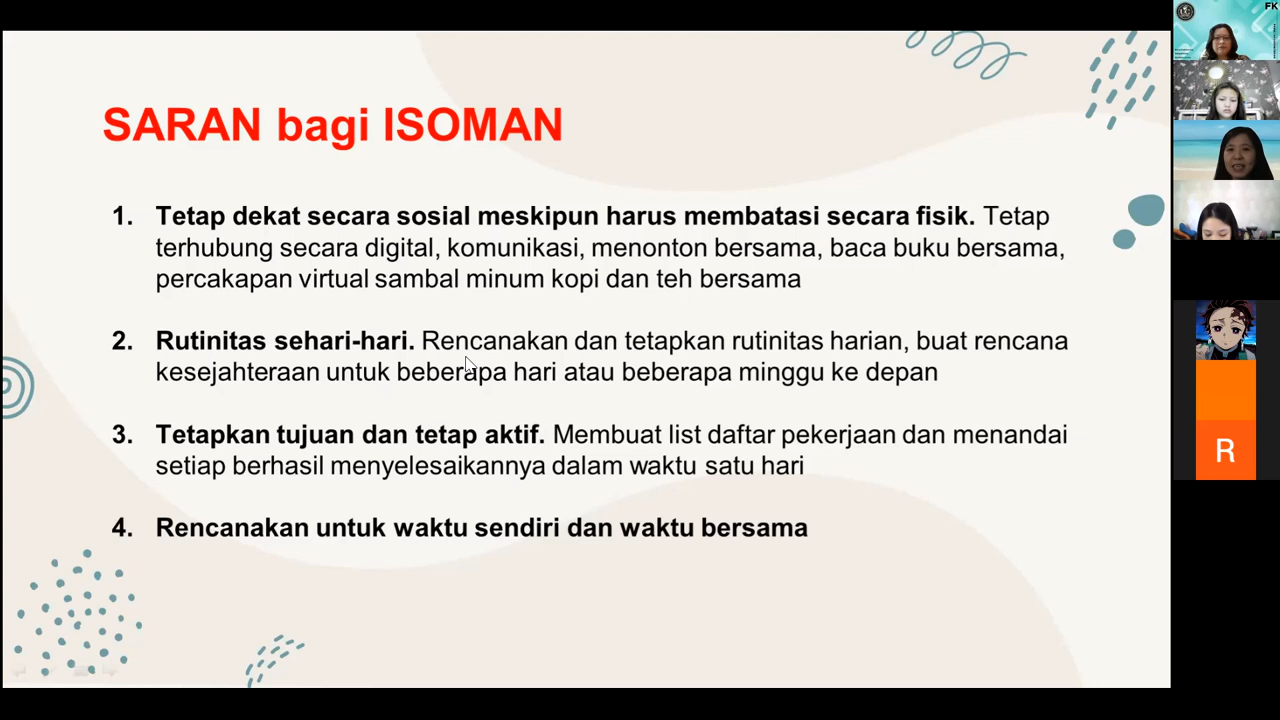 SARAN bagi ISOMAN
1. Tetap dekat secara sosial meskipun harus membatasi secara fisik. Tetap
terhubung secara digital, komunikasi, menonton bersama, baca buku bersama,
percakapan virtual sambal minum kopi dan teh bersama
2. Rutinitas sehari-hari. Rencanakan dan tetapkan rutinitas harian, buat rencana
kesejahteraan untuk beberapa hari atau beberapa minggu ke depan
3. Tetapkan tujuan dan tetap aktif. Membuat list daftar pekerjaan dan menandai
setiap berhasil menyelesaikannya dalam waktu satu hari
4. Rencanakan untuk waktu sendiri dan waktu bersama
FK
R